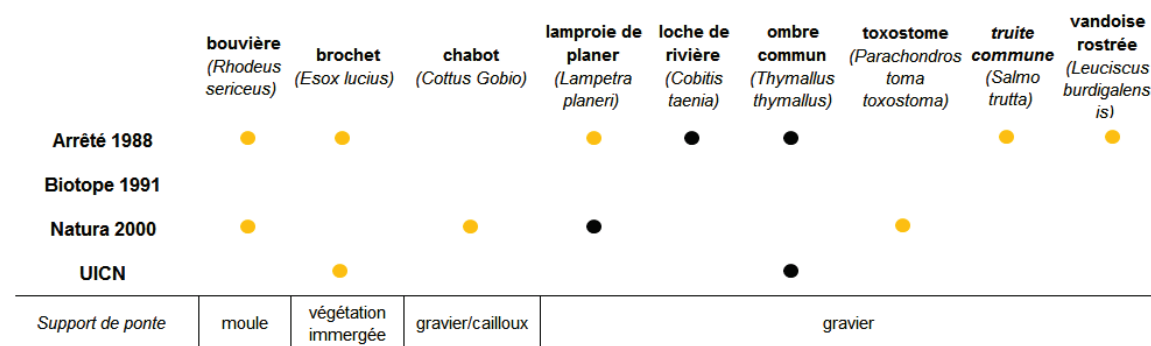 bouvière
(Rhodeus
sericeus)
brochet
(Esox lucius)
chabot
(Cottus Gobio)
lamproie de
planer
(Lampetra
planeri)
loche de
rivière
(Cobitis
taenia)
ombre
commun
(Thymallus
thymallus)
toxostome
(Parachondros
toma
toxostoma)
truite
commune
(Salmo
trutta)
vandoise
rostrée
(Leuciscus
burdigalens
is)
Arrêté 1988
Biotope 1991
Natura 2000
UICN
Support de ponte
moule
végétation
immergée
gravier/cailloux
gravier